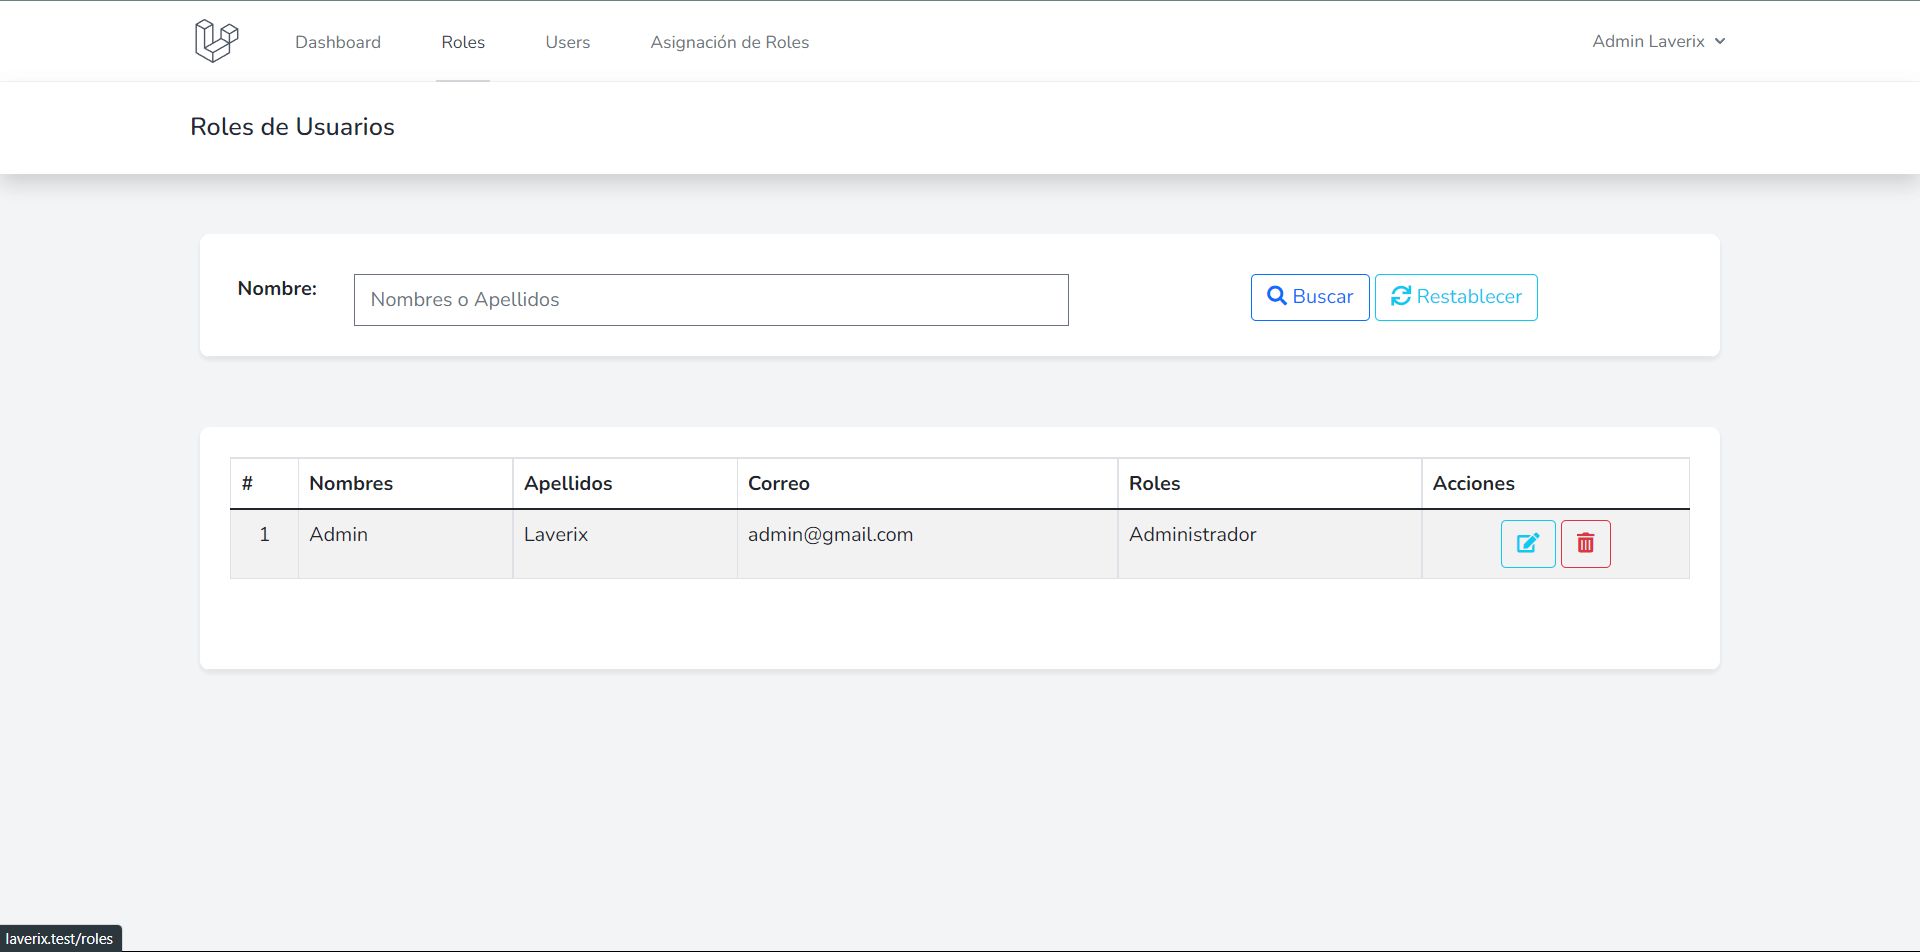 Dashboard Roles Users Asignación de Roles Admin Laverix
Roles de Usuarios
Nombre: Nombres o Apellidos Buscar Restablecer
# Nombres Apellidos Correo Roles Acciones
1 Admin Laverix admin@gmail.com Administrador
laverix.test/roles